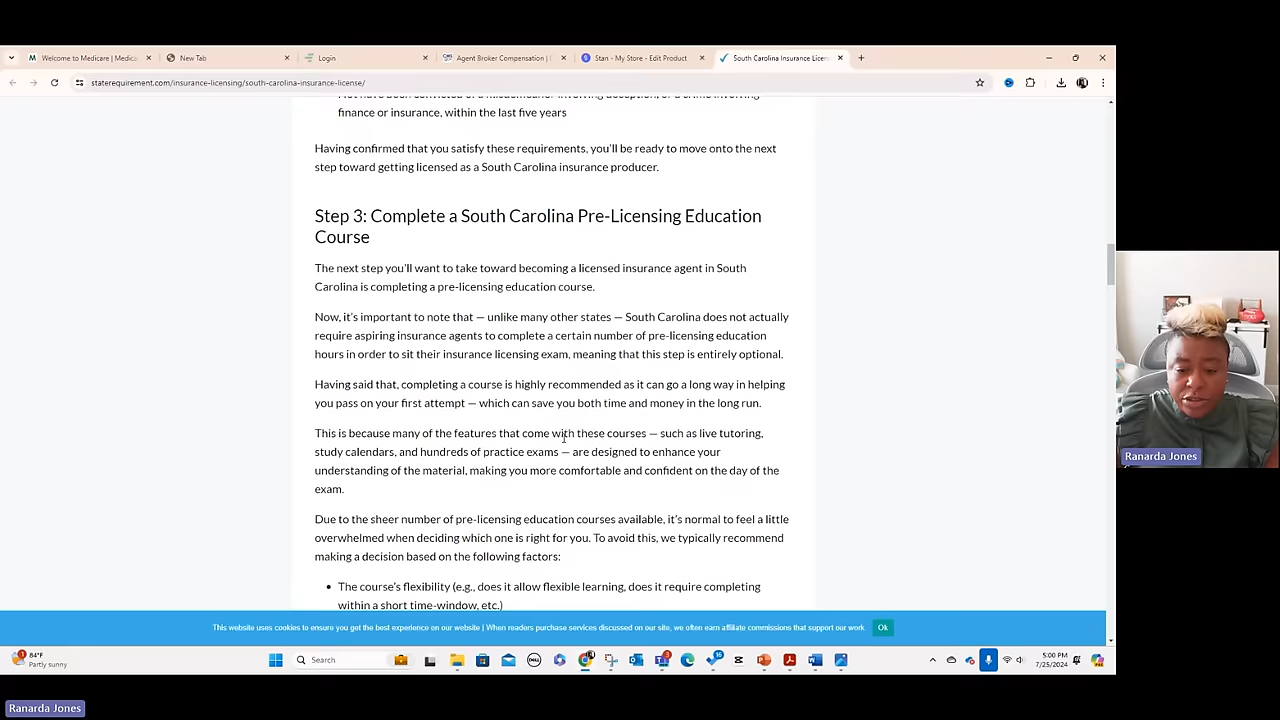 Welcome to Medicare | Medica
New Tab
Login
Agent Broker Compensation | C
Stan - My Store - Edit Product
South Carolina Insurance Licen
staterequirement.com/insurance-licensing/south-carolina-insurance-license/
finance or insurance, within the last five years
Having confirmed that you satisfy these requirements, you'll be ready to move onto the next
step toward getting licensed as a South Carolina insurance producer.
Step 3: Complete a South Carolina Pre-Licensing Education
Course
The next step you'll want to take toward becoming a licensed insurance agent in South
Carolina is completing a pre-licensing education course.
Now, it's important to note that — unlike many other states — South Carolina does not actually
require aspiring insurance agents to complete a certain number of pre-licensing education
hours in order to sit their insurance licensing exam, meaning that this step is entirely optional.
Having said that, completing a course is highly recommended as it can go a long way in helping
you pass on your first attempt — which can save you both time and money in the long run.
This is because many of the features that come with these courses — such as live tutoring,
study calendars, and hundreds of practice exams — are designed to enhance your
understanding of the material, making you more comfortable and confident on the day of the
exam.
Due to the sheer number of pre-licensing education courses available, it's normal to feel a little
overwhelmed when deciding which one is right for you. To avoid this, we typically recommend
making a decision based on the following factors:
• The course's flexibility (e.g., does it allow flexible learning, does it require completing
within a short time-window, etc.)
This website uses cookies to ensure you get the best experience on our website | When readers purchase services discussed on our site, we often earn affiliate commissions that support our work.
Ok
Ranarda Jones
84°F
Partly sunny
Search
5:00 PM
7/25/2024
Ranarda Jones